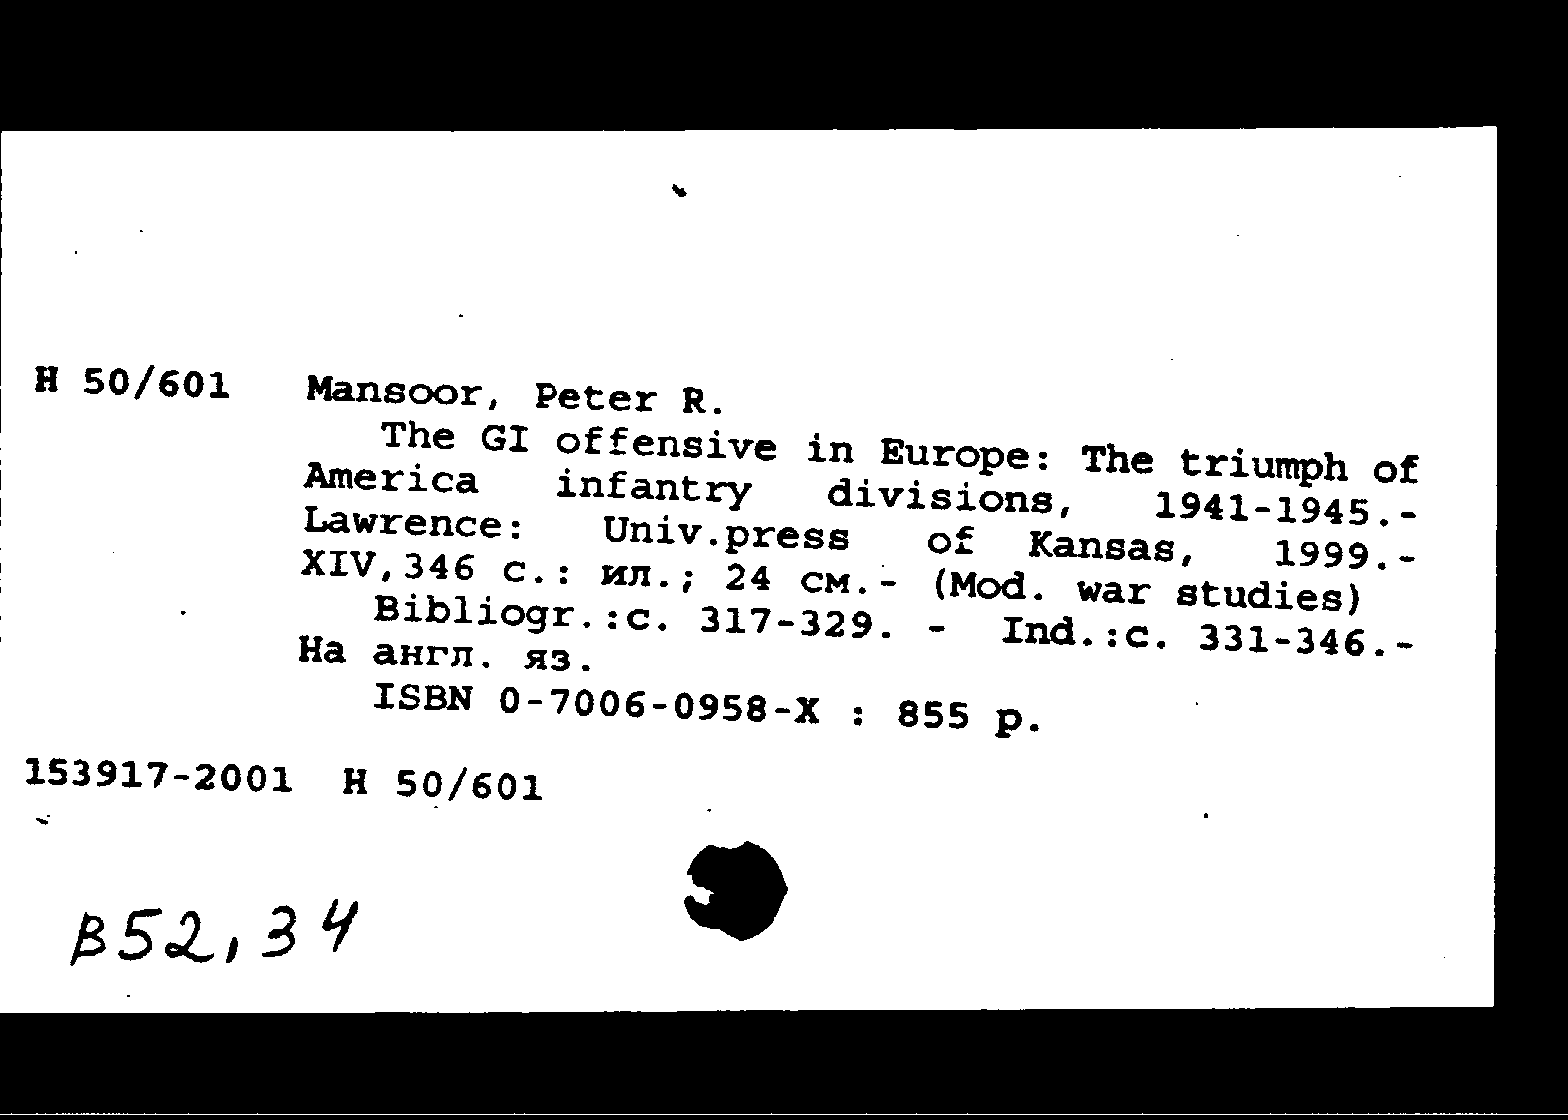 H 50/601 Mansoor, Peter R.
The GI offensive in Europe: The triumph of
America infantry divisions, 1941-1945.-
Lawrence: Univ.press of Kansas, 1999.-
XIV,346 с.: ил.; 24 см.- (Mod. war studies)
Bibliogr.:с. 317-329. - Ind.:с. 331-346.-
На англ. яз.
ISBN 0-7006-0958-X : 855 р.
153917-2001 H 50/601
В52,34